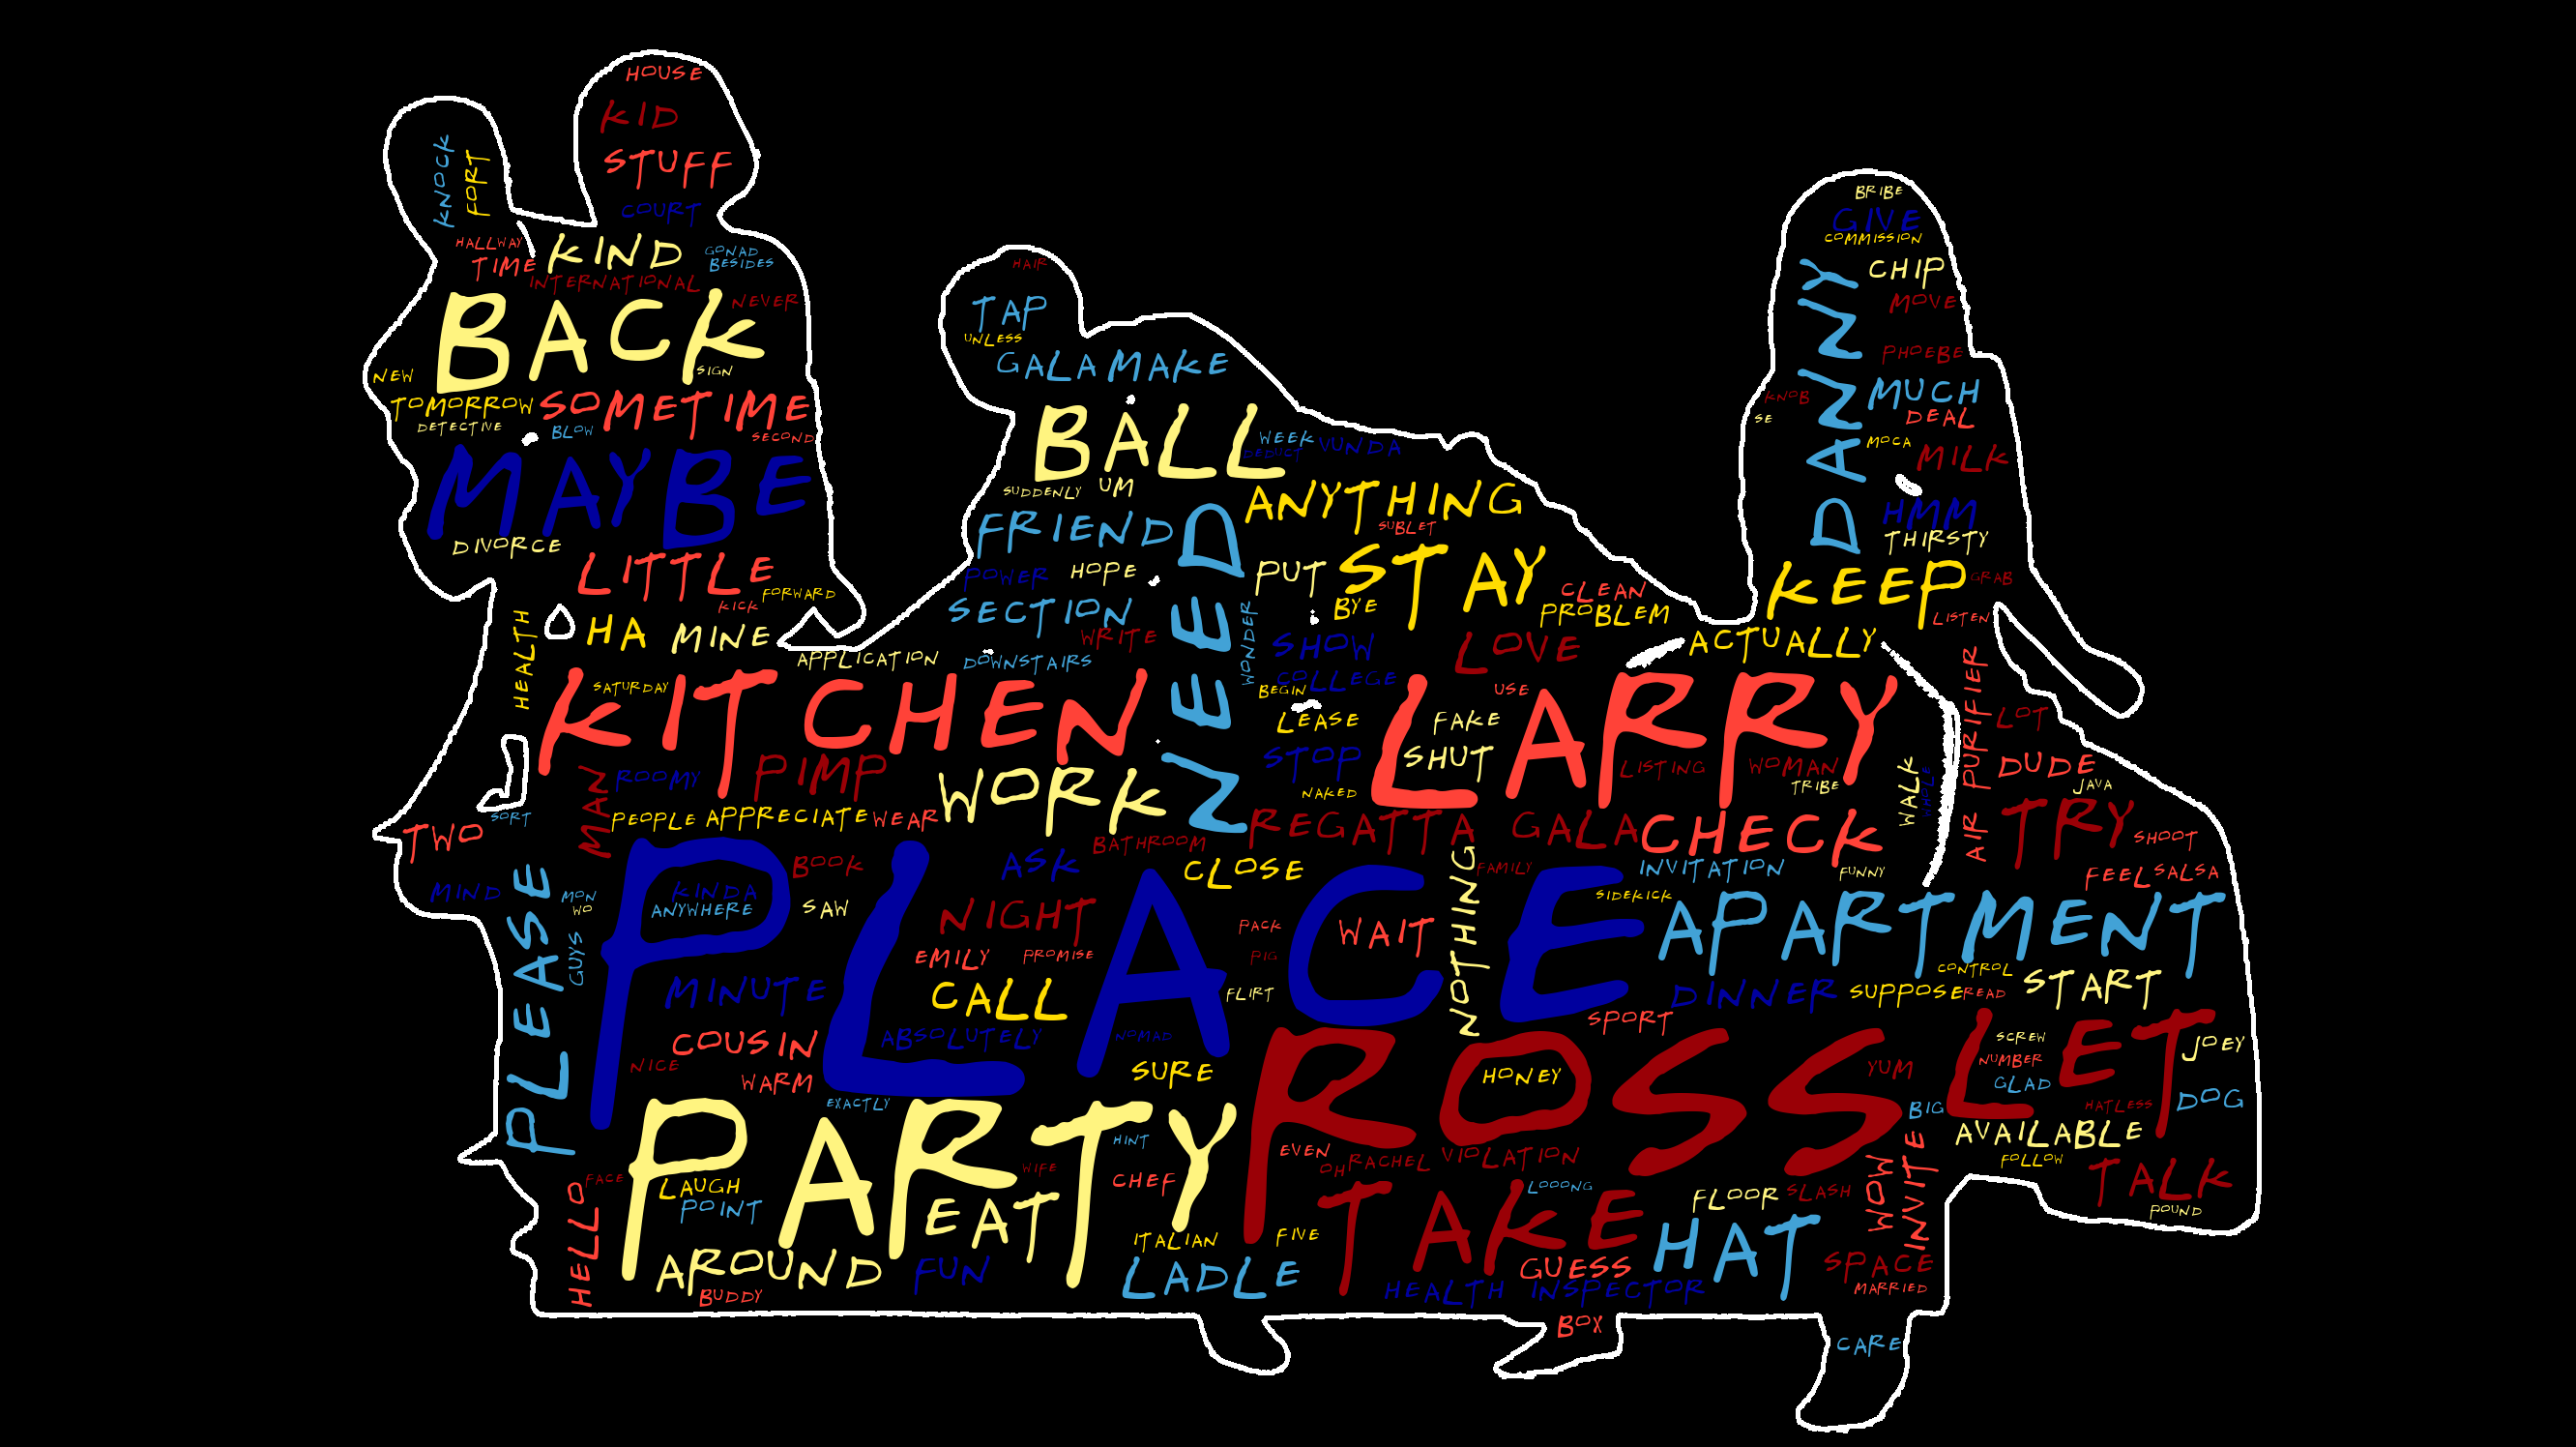 HOUSE
KID
STUFF
COURT
KNOCK
FORT
HALLWAY
TIME
KIND
GONAD
BESIDES
INTERNATIONAL
NEVER
BACK
SIGN
NEW
TOMORROW
SOMETIME
DETECTIVE
BLOW
SECOND
MAYBE
DIVORCE
LITTLE
KICK
FORWARD
HEALTH
HA
MINE
HAIR
TAP
UNLESS
GALA
MAKE
BALL
WEEK
VUNDA
DEDUCT
SUDDENLY
UM
ANYTHING
SUBLET
FRIEND
NEED
POWER
HOPE
PUT
STAY
BYE
CLEAN
PROBLEM
SECTION
WRITE
WONDER
SHOW
LOVE
APPLICATION
DOWNSTAIRS
COLLEGE
BEGIN
USE
BRIBE
GIVE
COMMISSION
DANNY
CHIP
MOVE
PHOEBE
KNOB
MUCH
SE
DEAL
MOCA
MILK
HMM
THIRSTY
KEEP
GRAB
LISTEN
ACTUALLY
SATURDAY
KITCHEN
LEASE
FAKE
LARRY
AIR PURIFIER
LOT
MAN
ROOMY
PIMP
WORK
STOP
SHUT
LISTING
WOMAN
TRIBE
NAKED
WALK
WHOLE
DUDE
JAVA
TWO
SORT
PEOPLE
APPRECIATE
WEAR
REGATTA GALA
CHECK
TRY
SHOOT
BATHROOM
MIND
PLEASE
MON
WO
GUYS
PLACE
KINDA
ANYWHERE
BOOK
SAW
ASK
CLOSE
NOTHING
FAMILY
INVITATION
FUNNY
FEEL
SALSA
SIDEKICK
NIGHT
PACK
WAIT
APARTMENT
EMILY
PROMISE
PIG
CONTROL
MINUTE
CALL
FLIRT
DINNER
SUPPOSE
READ
START
SPORT
COUSIN
ABSOLUTELY
NOMAD
NICE
WARM
SURE
ROSS
HONEY
YUM
LET
SCREW
NUMBER
GLAD
JOEY
EXACTLY
BIG
HATLESS
DOG
PARTY
HINT
EVEN
OH
RACHEL
VIOLATION
AVAILABLE
FOLLOW
WIFE
FACE
LAUGH
POINT
EAT
CHEF
TAKE
LOOONG
FLOOR
SLASH
WOW
INVITE
TALK
POUND
HELLO
AROUND
FUN
ITALIAN
FIVE
LADLE
GUESS
HAT
SPACE
BUDDY
HEALTH INSPECTOR
MARRIED
BOX
CARE